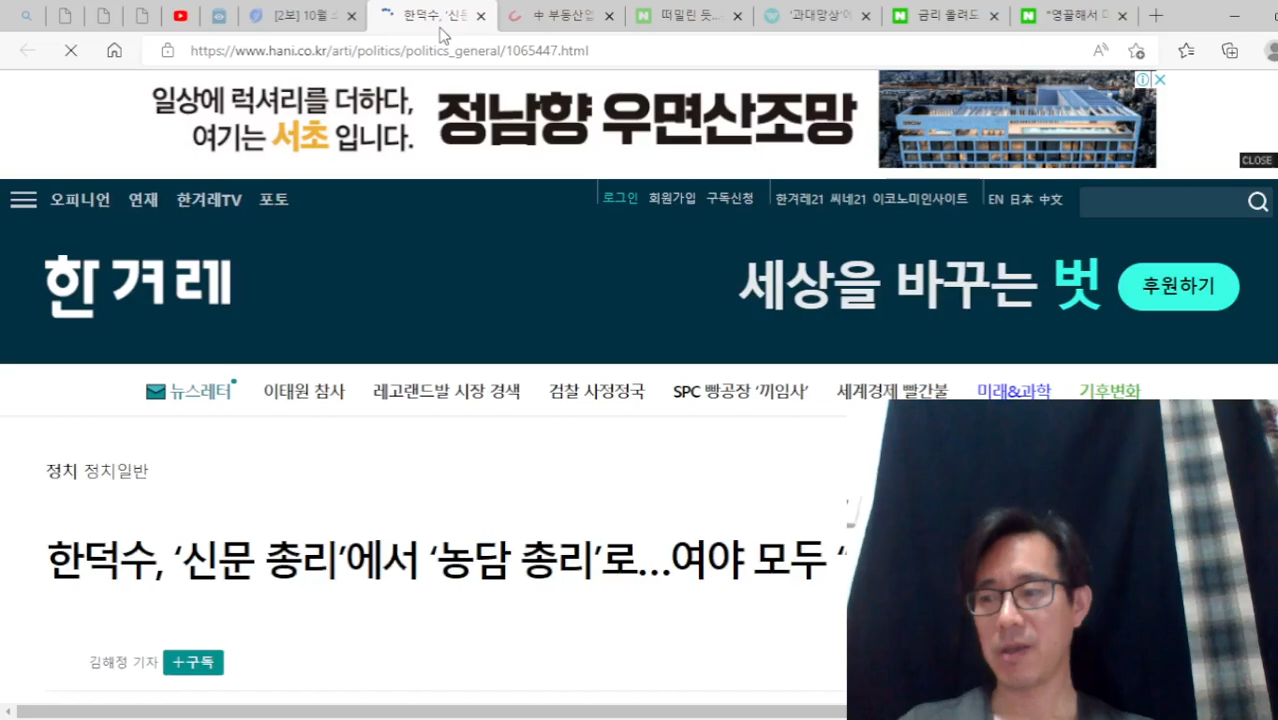 [2보] 10월 한덕수, ‘신문 中 부동산업 떠밀린 듯... ‘과대망상’에 금리 올려도 “영끌해서
https://www.hani.co.kr/arti/politics/politics_general/1065447.html
일상에 럭셔리를 더하다,
여기는 서초 입니다.
정남향 우면산조망
CLOSE
오피니언 연재 한겨레TV 포토
로그인 회원가입 구독신청 한겨레21 씨네21 이코노미인사이트 EN 日本 中文
한겨레
세상을 바꾸는 벗 후원하기
뉴스레터 이태원 참사 레고랜드발 시장 경색 검찰 사정정국 SPC 빵공장 ‘끼임사’ 세계경제 빨간불 미래&과학 기후변화
정치 정치일반
한덕수, ‘신문 총리’에서 ‘농담 총리’로…여야 모두 ‘
김해정 기자 +구독